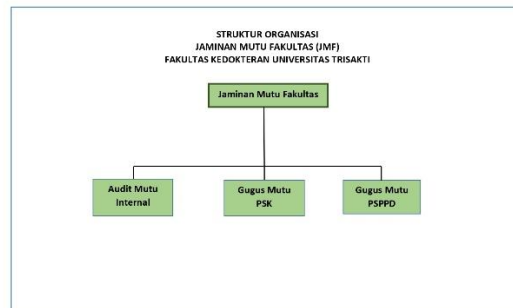 STRUKTUR ORGANISASI
JAMINAN MUTU FAKULTAS (JMF)
FAKULTAS KEDOKTERAN UNIVERSITAS TRISAKTI
Jaminan Mutu Fakultas
Audit Mutu
Internal
Gugus Mutu
PSK
Gugus Mutu
PSPPD